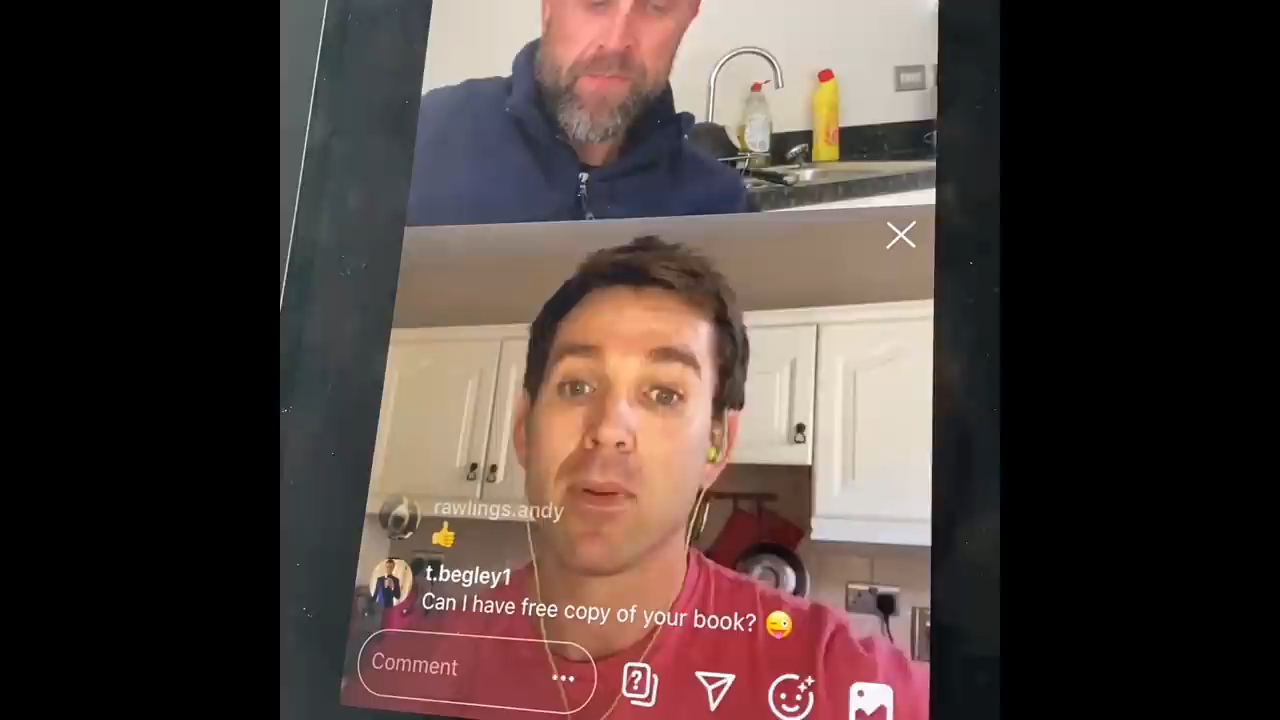 rawlings.andy
👍
t.begley1
Can I have free copy of your book? 😜
Comment